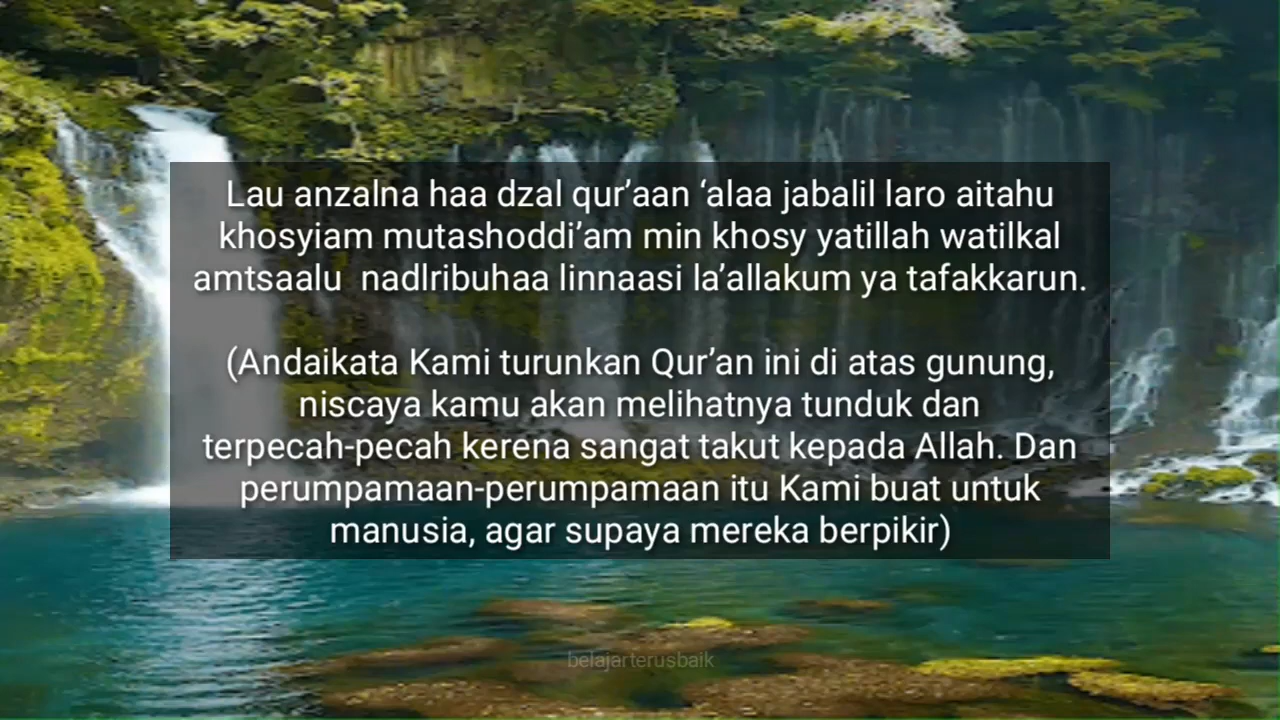 Lau anzalna haa dzal qur’aan ‘alaa jabalil laro aitahu
khosyiam mutashoddi’am min khosy yatillah watilkal
amtsaalu  nadlribuhaa linnaasi la’allakum ya tafakkarun.
(Andaikata Kami turunkan Qur’an ini di atas gunung,
niscaya kamu akan melihatnya tunduk dan
terpecah-pecah kerena sangat takut kepada Allah. Dan
perumpamaan-perumpamaan itu Kami buat untuk
manusia, agar supaya mereka berpikir)
belajarterusbaik